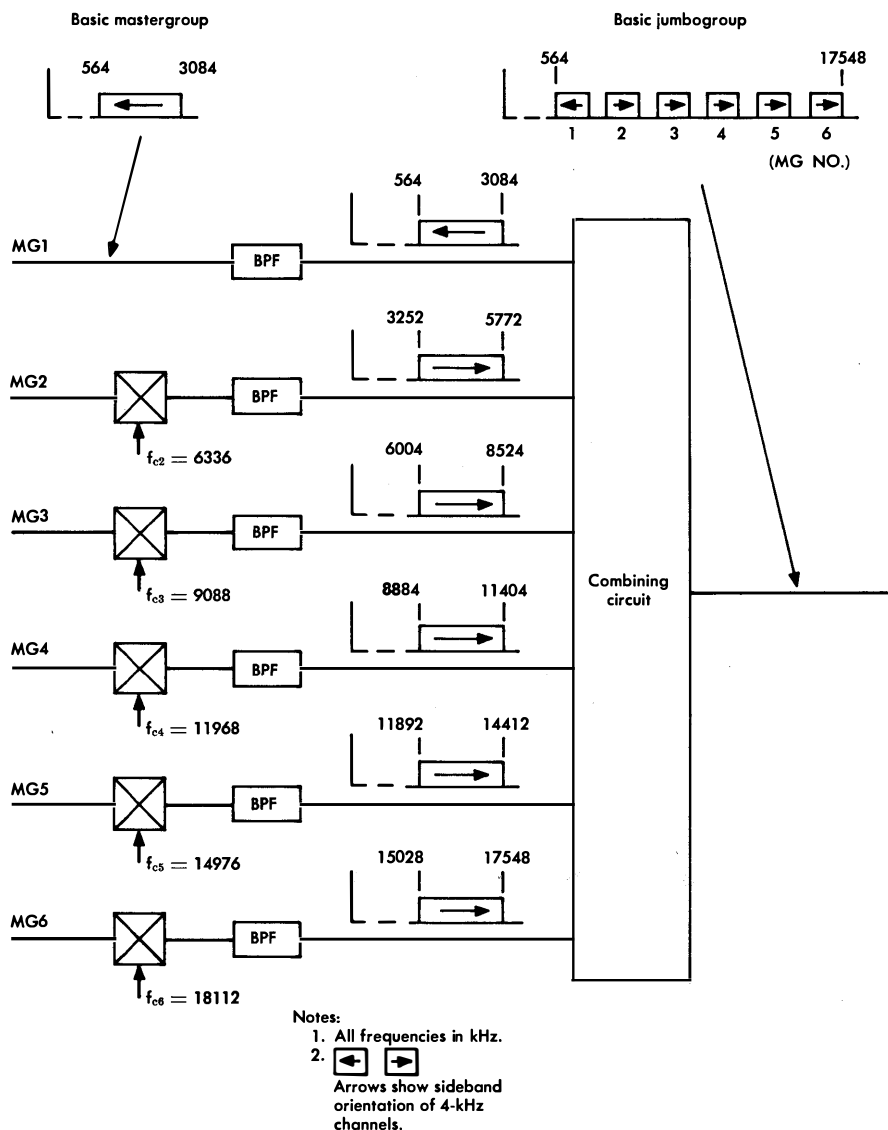 Basic mastergroup
564 3084
Basic jumbogroup
564 17548
1 2 3 4 5 6
(MG NO.)
564 3084
MG1
BPF
3252 5772
MG2
BPF
fc2 = 6336
6004 8524
MG3
BPF
fc3 = 9088
8884 11404
Combining
circuit
MG4
BPF
fc4 = 11968
11892 14412
MG5
BPF
fc5 = 14976
15028 17548
MG6
BPF
fc6 = 18112
Notes:
1. All frequencies in kHz.
2.
Arrows show sideband
orientation of 4-kHz
channels.